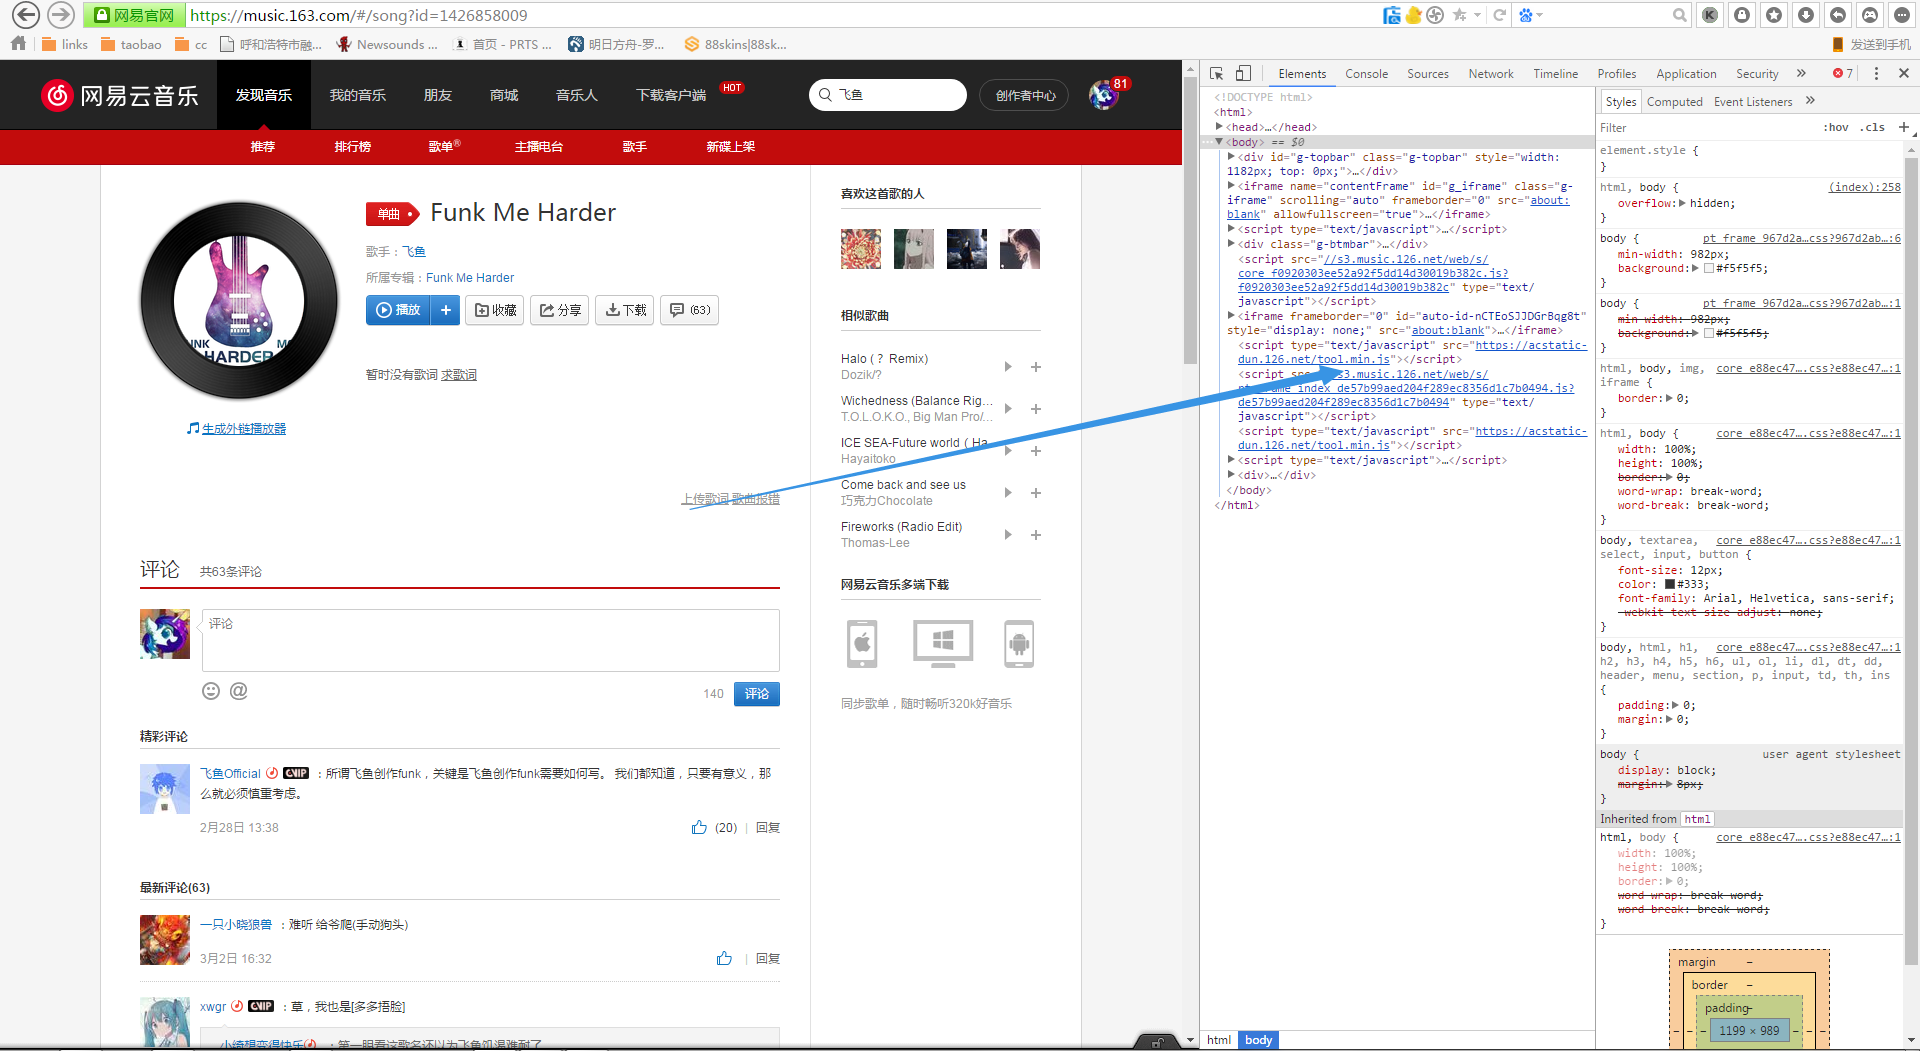 网易官网 https://music.163.com/#/song?id=1426858009
links taobao cc 呼和浩特市融... Newsounds ... 首页 - PRTS ... 明日方舟-罗... 88skins|88sk... 发送到手机
网易云音乐 发现音乐 我的音乐 朋友 商城 音乐人 下载客户端 HOT 飞鱼 创作者中心 81
推荐 排行榜 歌单® 主播电台 歌手 新碟上架
单曲 Funk Me Harder
歌手：飞鱼
所属专辑：Funk Me Harder
播放 + 收藏 分享 下载 (63)
暂时没有歌词 求歌词
HARDER
生成外链播放器
上传歌词 歌曲报错
评论 共63条评论
评论
140 评论
精彩评论
飞鱼Official CVIP ：所谓飞鱼创作funk，关键是飞鱼创作funk需要如何写。 我们都知道，只要有意义，那
么就必须慎重考虑。
2月28日 13:38 (20) | 回复
最新评论(63)
一只小晓狼兽 ：难听 给爷爬(手动狗头)
3月2日 16:32 | 回复
xwgr CVIP ：草，我也是[多多捂脸]
喜欢这首歌的人
相似歌曲
Halo (？ Remix)
Dozik/?
Wichedness (Balance Rig...
T.O.L.O.K.O., Big Man Pro/...
ICE SEA-Future world ( Ha...
Hayaitoko
Come back and see us
巧克力Chocolate
Fireworks (Radio Edit)
Thomas-Lee
网易云音乐多端下载
同步歌单，随时畅听320k好音乐
Elements Console Sources Network Timeline Profiles Application Security » 7
<!DOCTYPE html>
<html>
<head>…</head>
<body> == $0
<div id="g-topbar" class="g-topbar" style="width:
1182px; top: 0px;">…</div>
<iframe name="contentFrame" id="g_iframe" class="g-
iframe" scrolling="auto" frameborder="0" src="about:
blank" allowfullscreen="true">…</iframe>
<script type="text/javascript">…</script>
<div class="g-btmbar">…</div>
<script src="//s3.music.126.net/web/s/
core_f0920303ee52a92f5dd14d30019b382c.js?
f0920303ee52a92f5dd14d30019b382c" type="text/
javascript"></script>
<iframe frameborder="0" id="auto-id-nCTEoSJJDGrBqg8t"
style="display: none;" src="about:blank">…</iframe>
<script type="text/javascript" src="https://acstatic-
dun.126.net/tool.min.js"></script>
<script src="//s3.music.126.net/web/s/
pt_frame_index_de57b99aed204f289ec8356d1c7b0494.js?
de57b99aed204f289ec8356d1c7b0494" type="text/
javascript"></script>
<script type="text/javascript" src="https://acstatic-
dun.126.net/tool.min.js"></script>
<script type="text/javascript">…</script>
<div>…</div>
</body>
</html>
html body
Styles Computed Event Listeners »
Filter :hov .cls +
element.style {
}
html, body { (index):258
overflow: hidden;
}
body { pt_frame_967d2a….css?967d2ab…:6
min-width: 982px;
background: #f5f5f5;
}
body { pt_frame_967d2a….css?967d2ab…:1
min-width: 982px;
background: #f5f5f5;
}
html, body, img, core_e88ec47….css?e88ec47…:1
iframe {
border: 0;
}
html, body { core_e88ec47….css?e88ec47…:1
width: 100%;
height: 100%;
border: 0;
word-wrap: break-word;
word-break: break-word;
}
body, textarea, core_e88ec47….css?e88ec47…:1
select, input, button {
font-size: 12px;
color: #333;
font-family: Arial, Helvetica, sans-serif;
-webkit-text-size-adjust: none;
}
body, html, h1, core_e88ec47….css?e88ec47…:1
h2, h3, h4, h5, h6, ul, ol, li, dl, dt, dd,
header, menu, section, p, input, td, th, ins
{
padding: 0;
margin: 0;
}
body { user agent stylesheet
display: block;
margin: 8px;
}
Inherited from html
html, body { core_e88ec47….css?e88ec47…:1
width: 100%;
height: 100%;
border: 0;
word-wrap: break-word;
word-break: break-word;
}
margin –
border –
padding–
1199 × 989